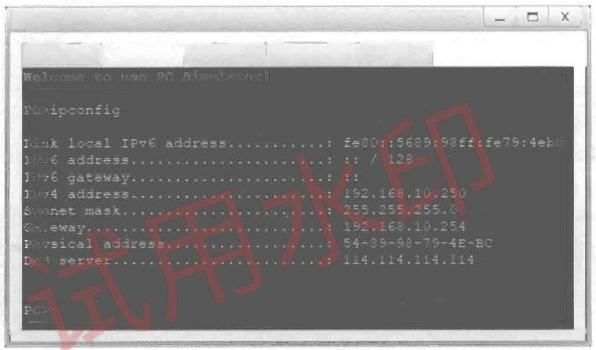 Welcome to use PC Simulator!
PC>ipconfig
Link local IPv6 address...........: fe80::5689:98ff:fe79:4ebc
IPv6 address......................: :: / 128
IPv6 gateway......................: ::
IPv4 address......................: 192.168.10.250
Subnet mask.......................: 255.255.255.0
Gateway...........................: 192.168.10.254
Physical address..................: 54-89-98-79-4E-BC
DNS server........................: 114.114.114.114
PC>
试用水印